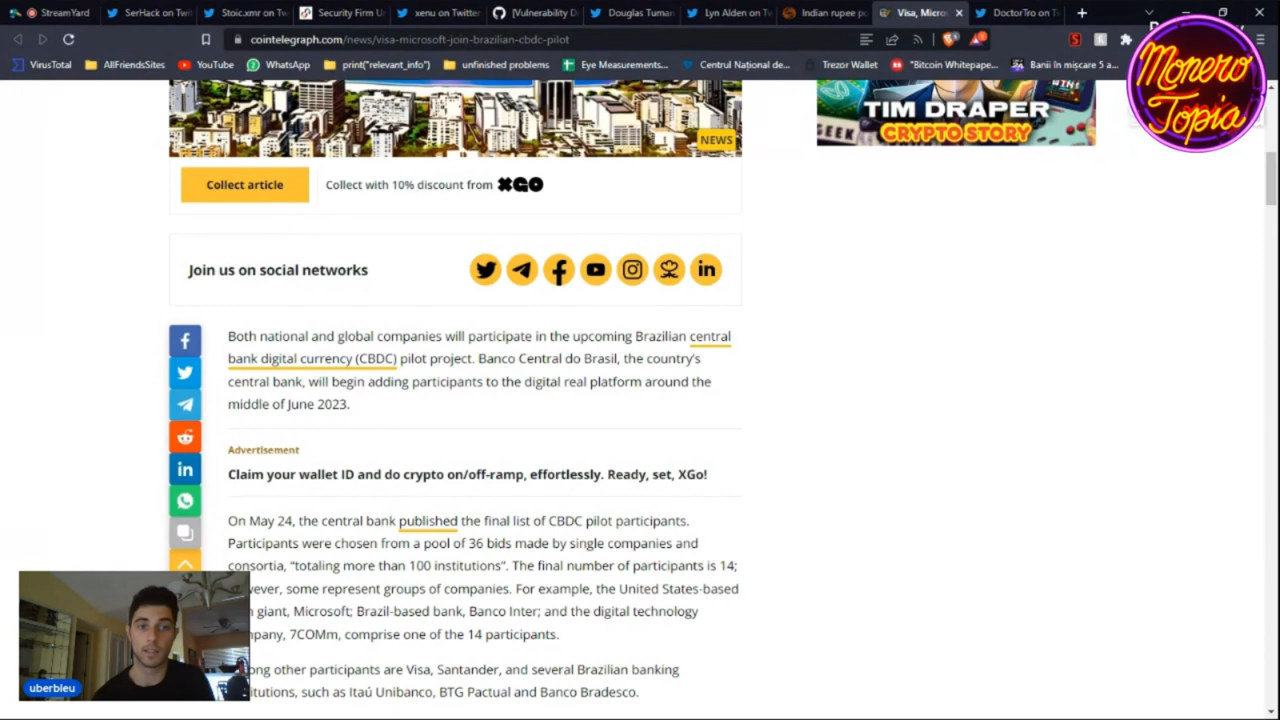 StreamYard
SerHack on Twi
Stoic.xmr on Tw
Security Firm U
xenu on Twitter
[Vulnerability D
Douglas Tuman
Lyn Alden on Tw
Indian rupee po
Visa, Micro
DoctorTro on T
cointelegraph.com/news/visa-microsoft-join-brazilian-cbdc-pilot
VirusTotal
AllFriendsSites
YouTube
WhatsApp
print("relevant_info")
unfinished problems
Eye Measurements...
Centrul Național de...
Trezor Wallet
"Bitcoin Whitepape...
Banii în mișcare 5 a...
Monero
Topia
NEWS
TIM DRAPER
CRYPTO STORY
GEEK
Collect article
Collect with 10% discount from XGO
Join us on social networks
Both national and global companies will participate in the upcoming Brazilian central
bank digital currency (CBDC) pilot project. Banco Central do Brasil, the country's
central bank, will begin adding participants to the digital real platform around the
middle of June 2023.
Advertisement
Claim your wallet ID and do crypto on/off-ramp, effortlessly. Ready, set, XGo!
On May 24, the central bank published the final list of CBDC pilot participants.
Participants were chosen from a pool of 36 bids made by single companies and
consortia, "totaling more than 100 institutions". The final number of participants is 14;
wever, some represent groups of companies. For example, the United States-based
giant, Microsoft; Brazil-based bank, Banco Inter; and the digital technology
mpany, 7COMm, comprise one of the 14 participants.
ong other participants are Visa, Santander, and several Brazilian banking
titutions, such as Itaú Unibanco, BTG Pactual and Banco Bradesco.
uberbleu